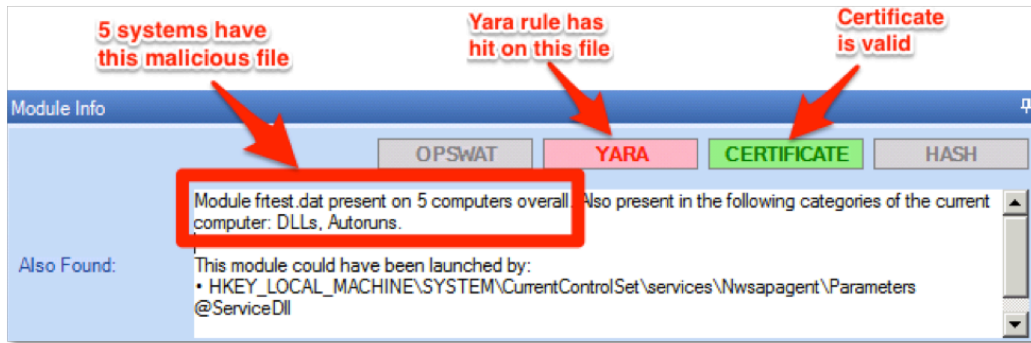 5 systems have
this malicious file
Yara rule has
hit on this file
Certificate
is valid
Module Info
OPSWAT
YARA
CERTIFICATE
HASH
Module frtest.dat present on 5 computers overall. Also present in the following categories of the current
computer: DLLs, Autoruns.
Also Found:
This module could have been launched by:
• HKEY_LOCAL_MACHINE\SYSTEM\CurrentControlSet\services\Nwsapagent\Parameters
@ServiceDll